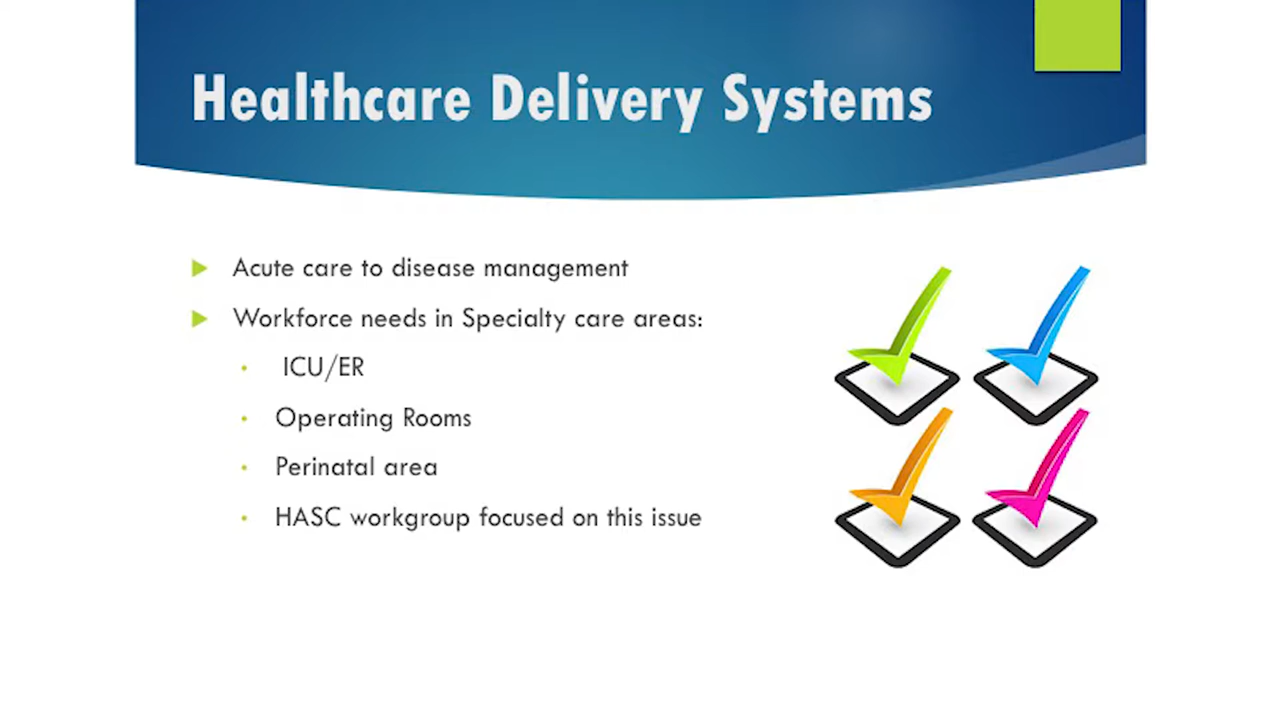 Healthcare Delivery Systems
Acute care to disease management
Workforce needs in Specialty care areas:
ICU/ER
Operating Rooms
Perinatal area
HASC workgroup focused on this issue